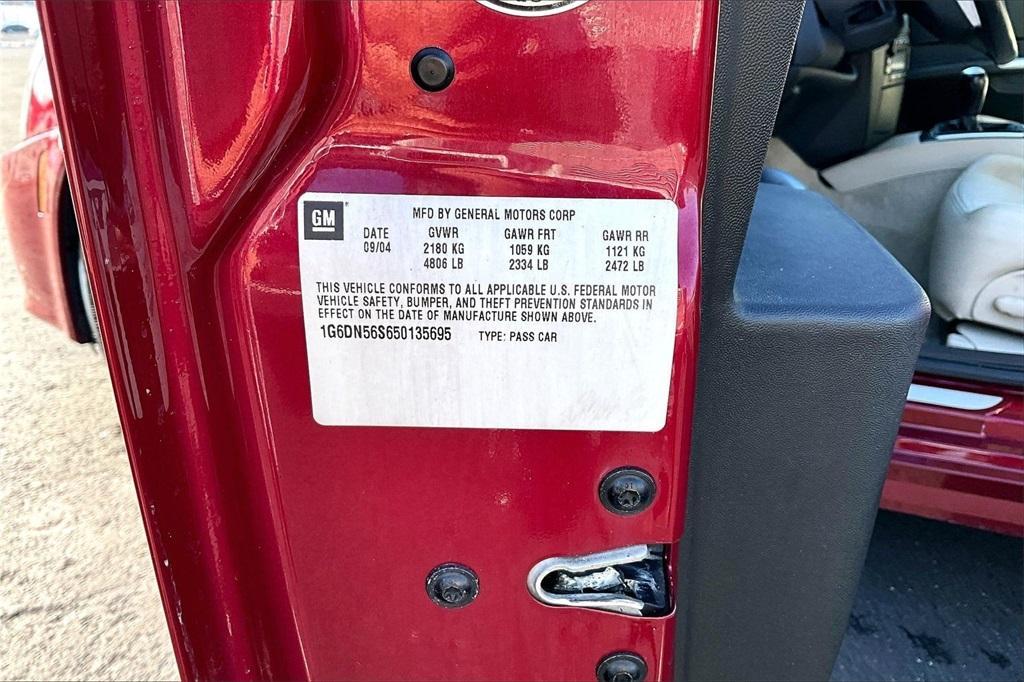 GM
MFD BY GENERAL MOTORS CORP
DATE GVWR GAWR FRT GAWR RR
09/04 2180 KG 1059 KG 1121 KG
4806 LB 2334 LB 2472 LB
THIS VEHICLE CONFORMS TO ALL APPLICABLE U.S. FEDERAL MOTOR
VEHICLE SAFETY, BUMPER, AND THEFT PREVENTION STANDARDS IN
EFFECT ON THE DATE OF MANUFACTURE SHOWN ABOVE.
1G6DN56S650135695 TYPE: PASS CAR